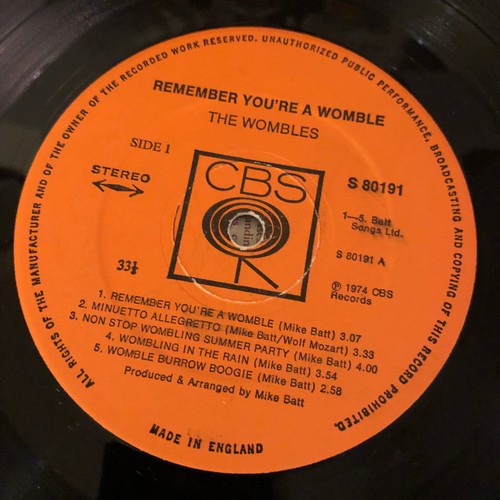 ALL RIGHTS OF THE MANUFACTURER AND OF THE OWNER OF THE RECORDED WORK RESERVED. UNAUTHORIZED PUBLIC PERFORMANCE, BROADCASTING AND COPYING OF THIS RECORD PROHIBITED.
REMEMBER YOU'RE A WOMBLE
THE WOMBLES
SIDE 1
STEREO
CBS
S 80191
1—5. Batt
Songs Ltd.
S 80191 A
33⅓
℗ 1974 CBS
Records
1. REMEMBER YOU'RE A WOMBLE (Mike Batt) 3.07
2. MINUETTO ALLEGRETTO (Mike Batt/Wolf Mozart) 3.33
3. NON STOP WOMBLING SUMMER PARTY (Mike Batt) 4.00
4. WOMBLING IN THE RAIN (Mike Batt) 3.54
5. WOMBLE BURROW BOOGIE (Mike Batt) 2.58
Produced & Arranged by Mike Batt
MADE IN ENGLAND